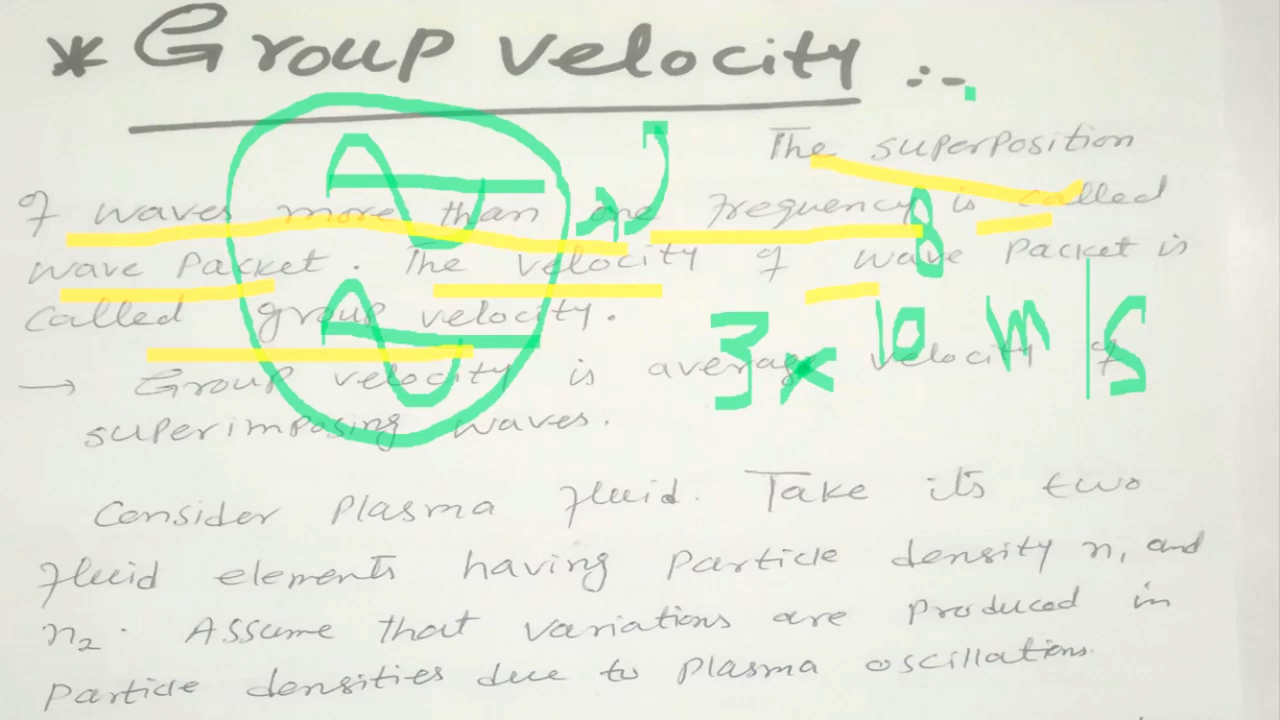 * Group velocity :-
The superposition
of waves more than one frequency is called
wave packet. The velocity of wave packet is
called group velocity.
3 x 10 8 m/s
→ Group velocity is average velocity of
superimposing waves.
Consider plasma fluid. Take its two
fluid elements having particle density n₁ and
n₂. Assume that variations are produced in
particle densities due to plasma oscillations.